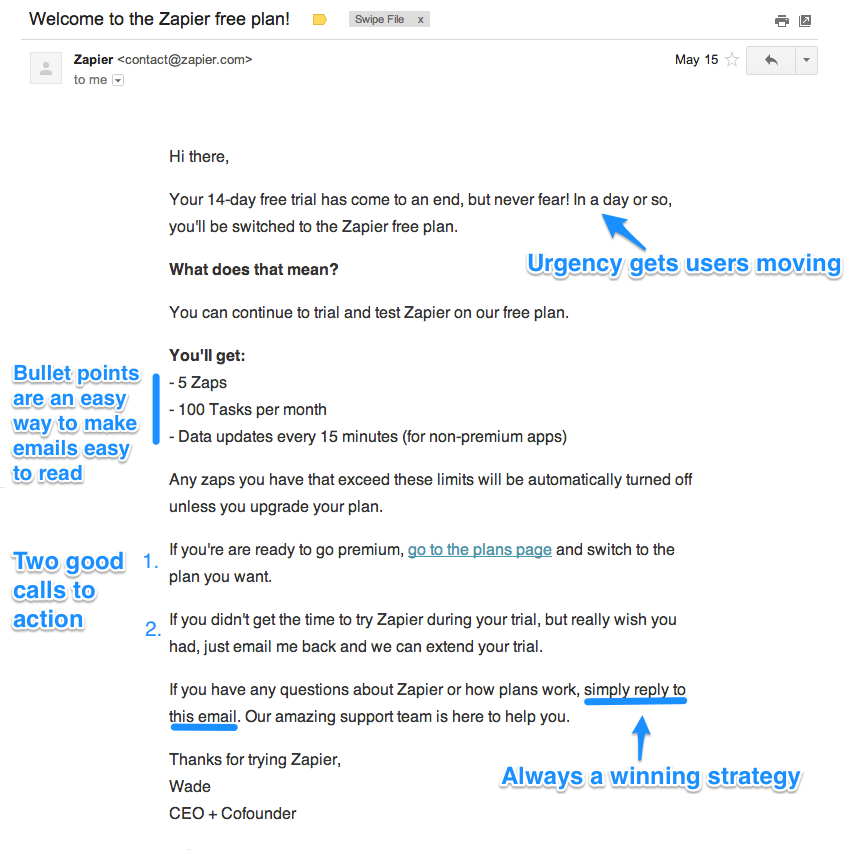 Welcome to the Zapier free plan!
Swipe File x
Zapier <contact@zapier.com>
May 15
to me
Hi there,
Your 14-day free trial has come to an end, but never fear! In a day or so,
you'll be switched to the Zapier free plan.
Urgency gets users moving
What does that mean?
You can continue to trial and test Zapier on our free plan.
You'll get:
- 5 Zaps
- 100 Tasks per month
- Data updates every 15 minutes (for non-premium apps)
Bullet points
are an easy
way to make
emails easy
to read
Any zaps you have that exceed these limits will be automatically turned off
unless you upgrade your plan.
Two good
calls to
action
1.
If you're are ready to go premium, go to the plans page and switch to the
plan you want.
2.
If you didn't get the time to try Zapier during your trial, but really wish you
had, just email me back and we can extend your trial.
If you have any questions about Zapier or how plans work, simply reply to
this email. Our amazing support team is here to help you.
Always a winning strategy
Thanks for trying Zapier,
Wade
CEO + Cofounder